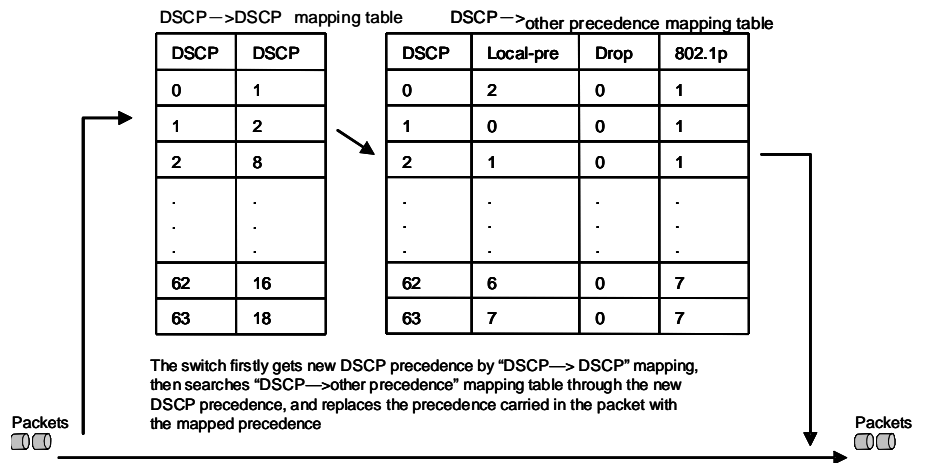 DSCP—>DSCP mapping table
DSCP—>other precedence mapping table
DSCP DSCP
0 1
1 2
2 8
. .
. .
. .
62 16
63 18
DSCP Local-pre Drop 802.1p
0 2 0 1
1 0 0 1
2 1 0 1
. . . .
. . . .
. . . .
62 6 0 7
63 7 0 7
The switch firstly gets new DSCP precedence by “DSCP—> DSCP” mapping,
then searches “DSCP—>other precedence” mapping table through the new
DSCP precedence, and replaces the precedence carried in the packet with
the mapped precedence
Packets
Packets